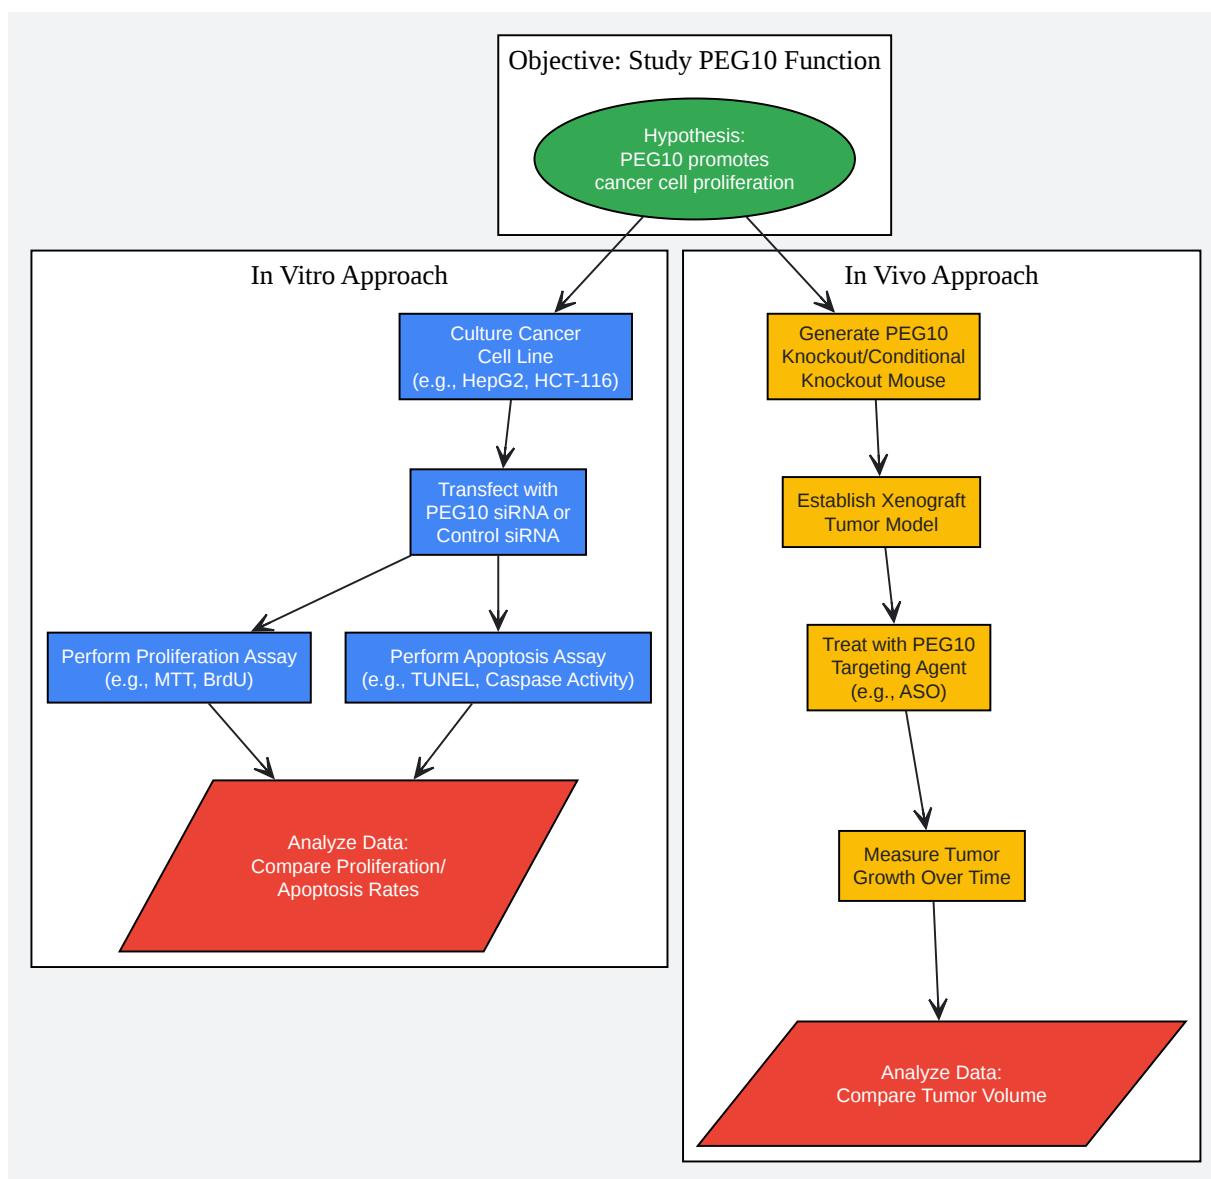 Objective: Study PEG10 Function
Hypothesis:
PEG10 promotes
cancer cell proliferation
In Vitro Approach
Culture Cancer
Cell Line
(e.g., HepG2, HCT-116)
Transfect with
PEG10 siRNA or
Control siRNA
Perform Proliferation Assay
(e.g., MTT, BrdU)
Perform Apoptosis Assay
(e.g., TUNEL, Caspase Activity)
Analyze Data:
Compare Proliferation/
Apoptosis Rates
In Vivo Approach
Generate PEG10
Knockout/Conditional
Knockout Mouse
Establish Xenograft
Tumor Model
Treat with PEG10
Targeting Agent
(e.g., ASO)
Measure Tumor
Growth Over Time
Analyze Data:
Compare Tumor Volume